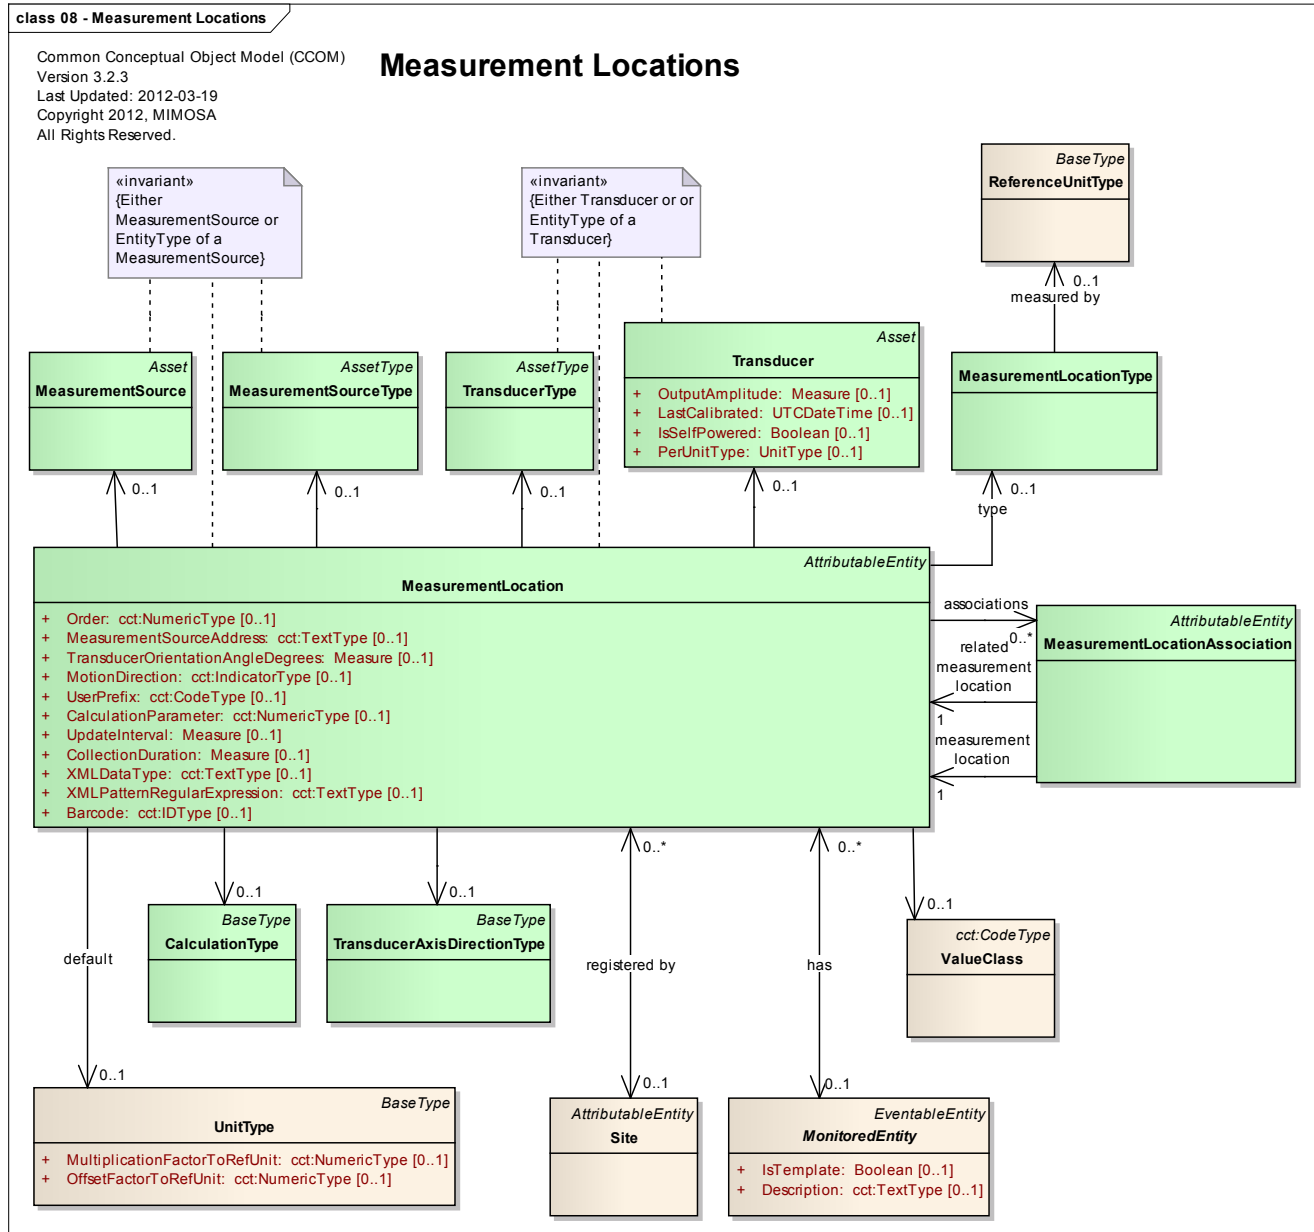 class 08 - Measurement Locations
Common Conceptual Object Model (CCOM)
Version 3.2.3
Last Updated: 2012-03-19
Copyright 2012, MIMOSA
All Rights Reserved.
Measurement Locations
«invariant»
{Either
MeasurementSource or
EntityType of a
MeasurementSource}
«invariant»
{Either Transducer or or
EntityType of a
Transducer}
BaseType
ReferenceUnitType
0..1
measured by
Asset
MeasurementSource
AssetType
MeasurementSourceType
AssetType
TransducerType
Asset
Transducer
+ OutputAmplitude: Measure [0..1]
+ LastCalibrated: UTCDateTime [0..1]
+ IsSelfPowered: Boolean [0..1]
+ PerUnitType: UnitType [0..1]
MeasurementLocationType
0..1
0..1
0..1
0..1
0..1
type
AttributableEntity
MeasurementLocation
+ Order: cct:NumericType [0..1]
+ MeasurementSourceAddress: cct:TextType [0..1]
+ TransducerOrientationAngleDegrees: Measure [0..1]
+ MotionDirection: cct:IndicatorType [0..1]
+ UserPrefix: cct:CodeType [0..1]
+ CalculationParameter: cct:NumericType [0..1]
+ UpdateInterval: Measure [0..1]
+ CollectionDuration: Measure [0..1]
+ XMLDataType: cct:TextType [0..1]
+ XMLPatternRegularExpression: cct:TextType [0..1]
+ Barcode: cct:IDType [0..1]
associations
0..*
related
measurement
location
1
measurement
location
1
AttributableEntity
MeasurementLocationAssociation
0..1
0..1
0..*
0..*
0..1
BaseType
CalculationType
BaseType
TransducerAxisDirectionType
cct:CodeType
ValueClass
default
registered by
has
0..1
0..1
0..1
BaseType
UnitType
+ MultiplicationFactorToRefUnit: cct:NumericType [0..1]
+ OffsetFactorToRefUnit: cct:NumericType [0..1]
AttributableEntity
Site
EventableEntity
MonitoredEntity
+ IsTemplate: Boolean [0..1]
+ Description: cct:TextType [0..1]